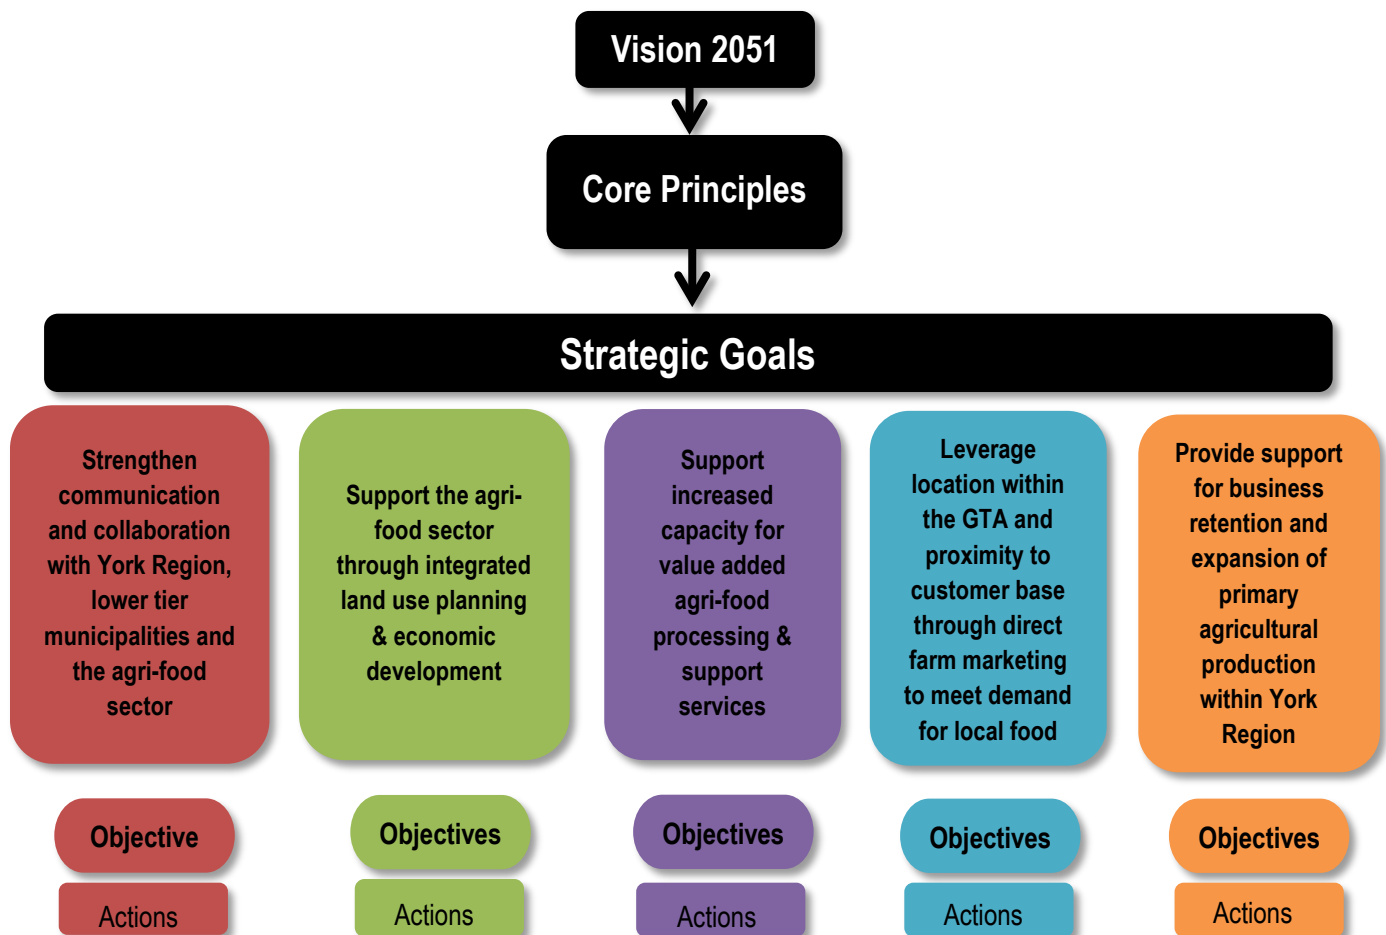 Vision 2051
Core Principles
Strategic Goals
Strengthen
communication
and collaboration
with York Region,
lower tier
municipalities and
the agri-food
sector
Support the agri-
food sector
through integrated
land use planning
& economic
development
Support
increased
capacity for
value added
agri-food
processing &
support
services
Leverage
location within
the GTA and
proximity to
customer base
through direct
farm marketing
to meet demand
for local food
Provide support
for business
retention and
expansion of
primary
agricultural
production
within York
Region
Objective
Objectives
Objectives
Objectives
Objectives
Actions
Actions
Actions
Actions
Actions